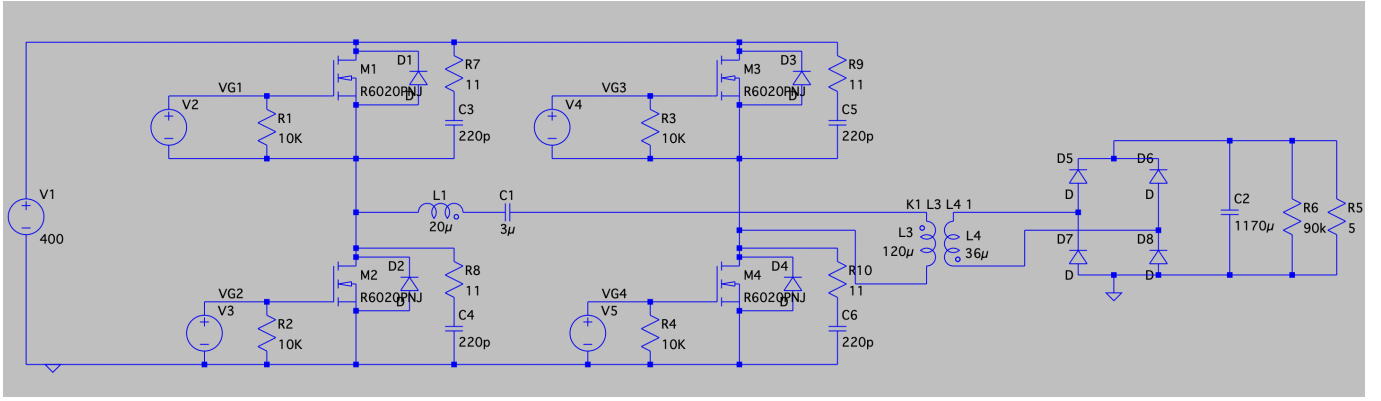 V1
400
V2
VG1
R1
10K
M1
R6020PNJ
D1
D
R7
11
C3
220p
V4
VG3
R3
10K
M3
R6020PNJ
D3
D
R9
11
C5
220p
L1
20µ
C1
3µ
K1 L3 L4 1
L3
120µ
L4
36µ
V3
VG2
R2
10K
M2
R6020PNJ
D2
D
R8
11
C4
220p
V5
VG4
R4
10K
M4
R6020PNJ
D4
D
R10
11
C6
220p
D5
D
D6
D
D7
D
D8
D
C2
1170µ
R6
90k
R5
5